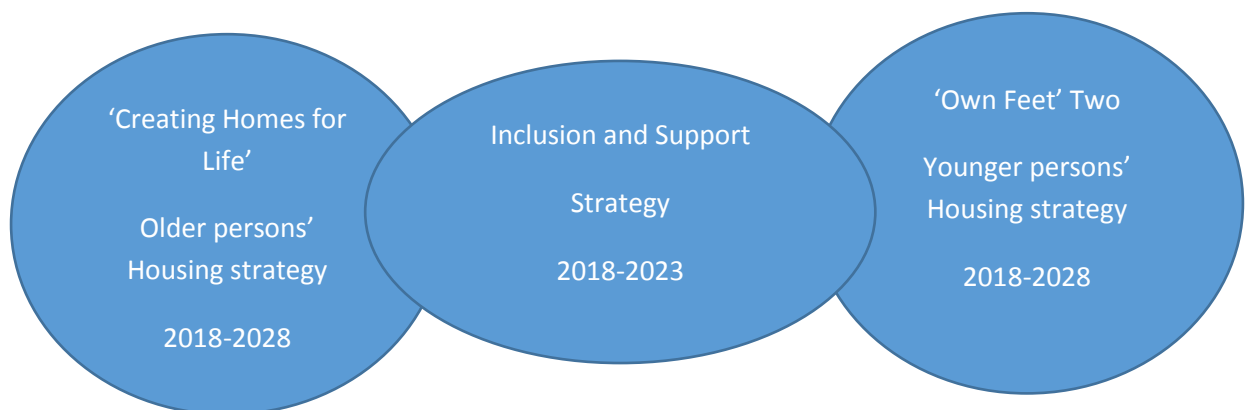 ‘Creating Homes for
Life’
Older persons’
Housing strategy
2018-2028
Inclusion and Support
Strategy
2018-2023
‘Own Feet’ Two
Younger persons’
Housing strategy
2018-2028